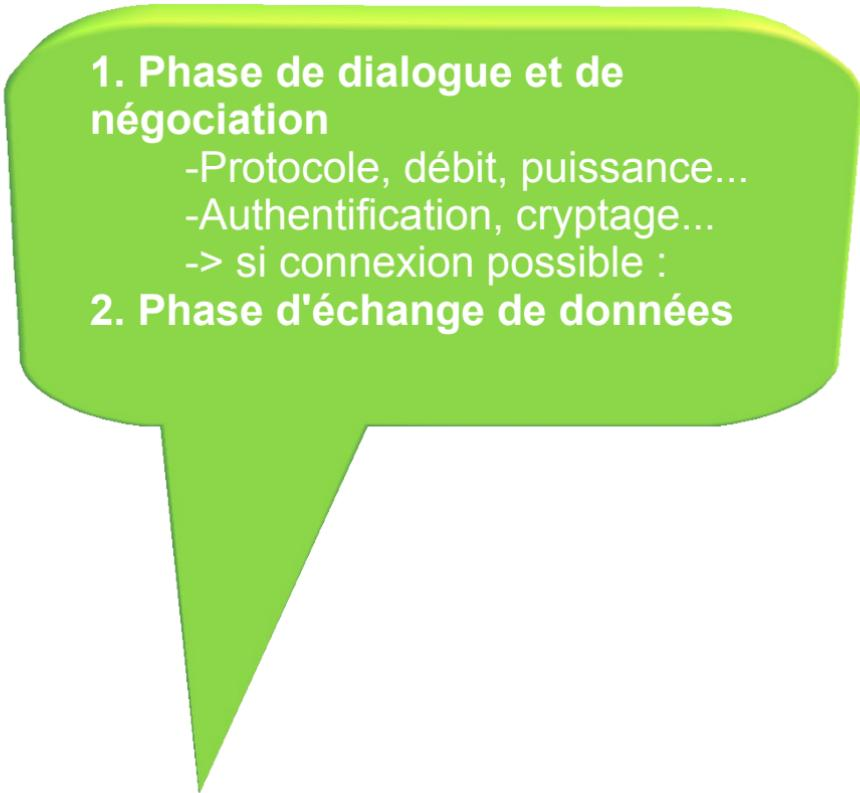 1. Phase de dialogue et de
négociation
-Protocole, débit, puissance...
-Authentification, cryptage...
-> si connexion possible :
2. Phase d'échange de données